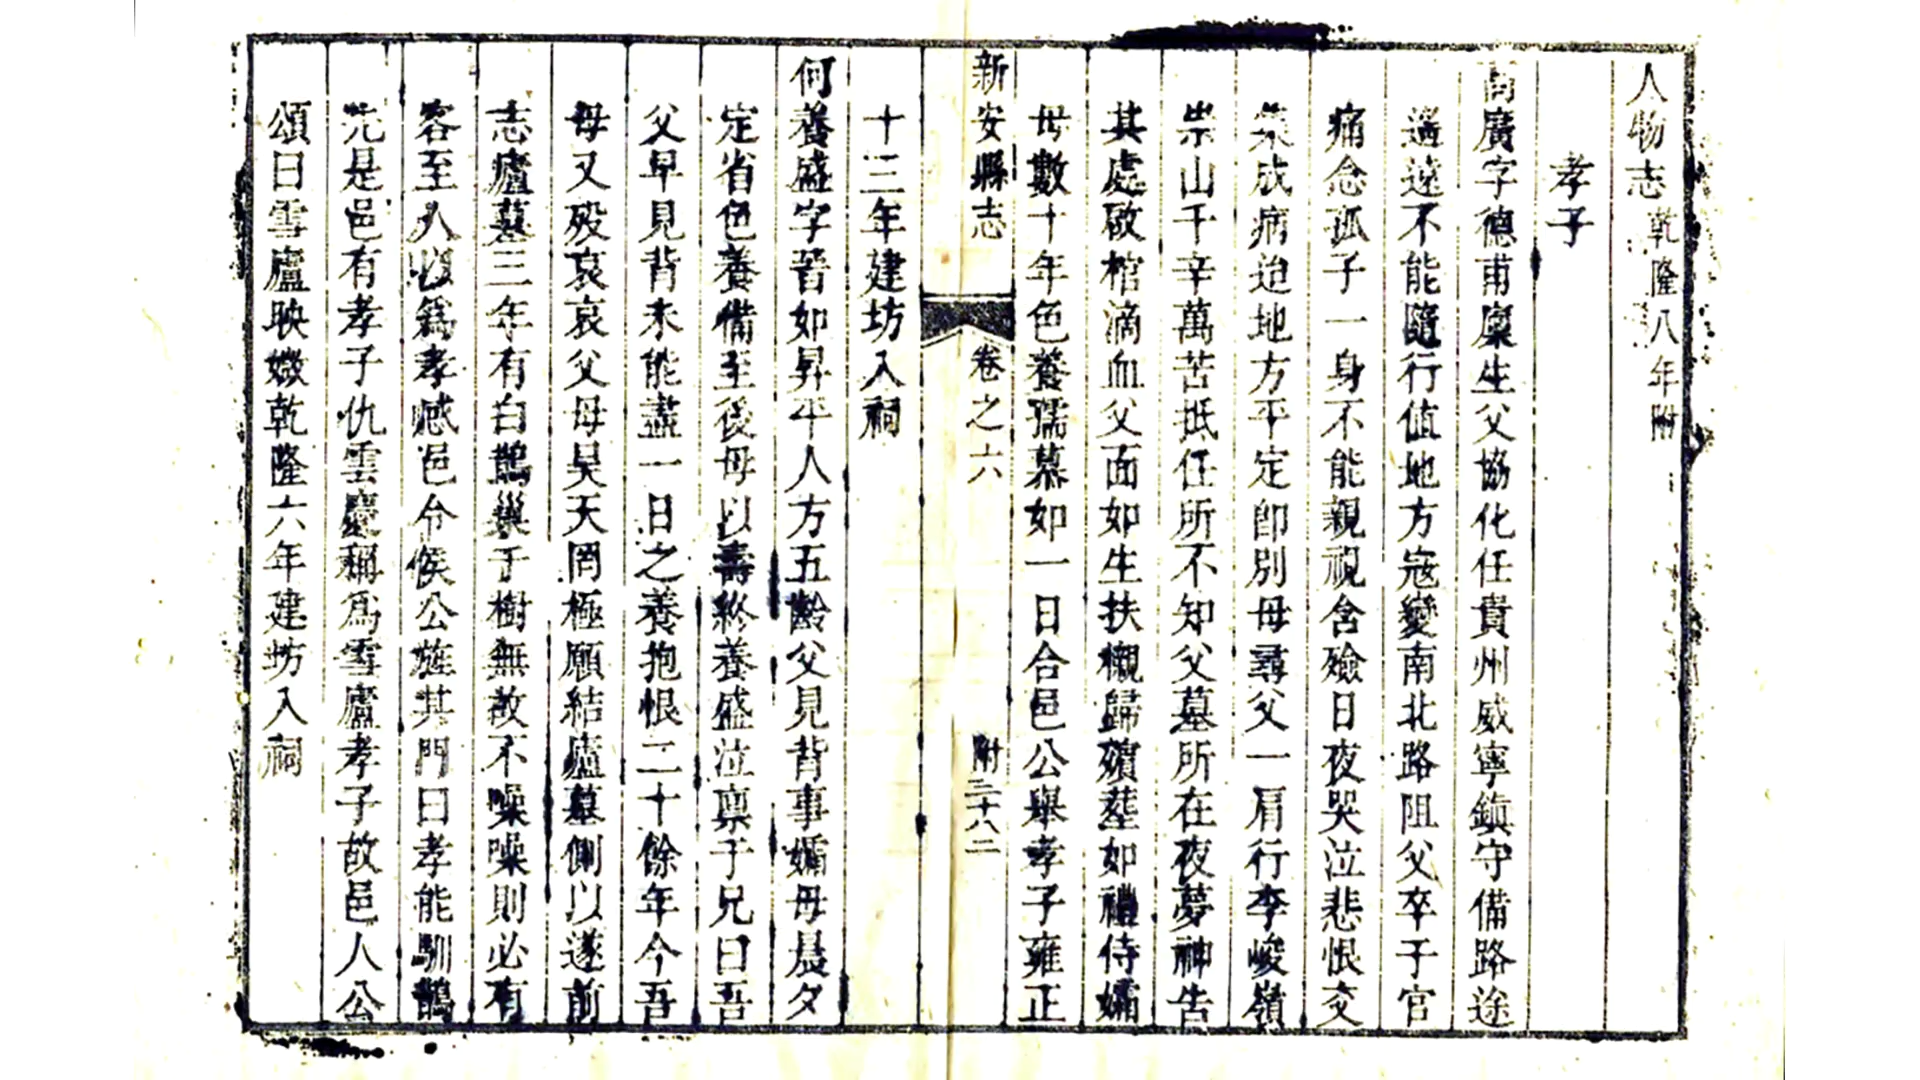 人物志 乾隆八年附
孝子
向廣字德甫廩生父協化任貴州威寧鎮守備路途
遙遠不能隨行值地方寇變南北路阻父卒于官
痛念孤子一身不能親視含殮日夜哭泣悲恨交
集成病迨地方平定卽別母尋父一肩行李峻嶺
崇山千辛萬苦抵任所不知父墓所在夜夢神告
其處啟棺滴血父面如生扶櫬歸殯塟如禮侍孀
母數十年色養孺慕如一日合邑公舉孝子雍正
新安縣志 卷之六 附三十八二
十三年建坊入祠
何養盛字晉如昇平人方五齡父見背事孀母晨夕
定省色養備至後母以壽終養盛泣禀于兄曰吾
父早見背未能盡一日之養抱恨二十餘年今吾
母又歿哀哀父母昊天罔極願結廬墓側以遂前
志廬墓三年有白鵲巢于樹無故不噪噪則必有
客至人以爲孝感邑令侯公旌其門曰孝能馴鵲
先是邑有孝子仇雲慶稱爲雪廬孝子故邑人公
頌曰雪廬映媺乾隆六年建坊入祠